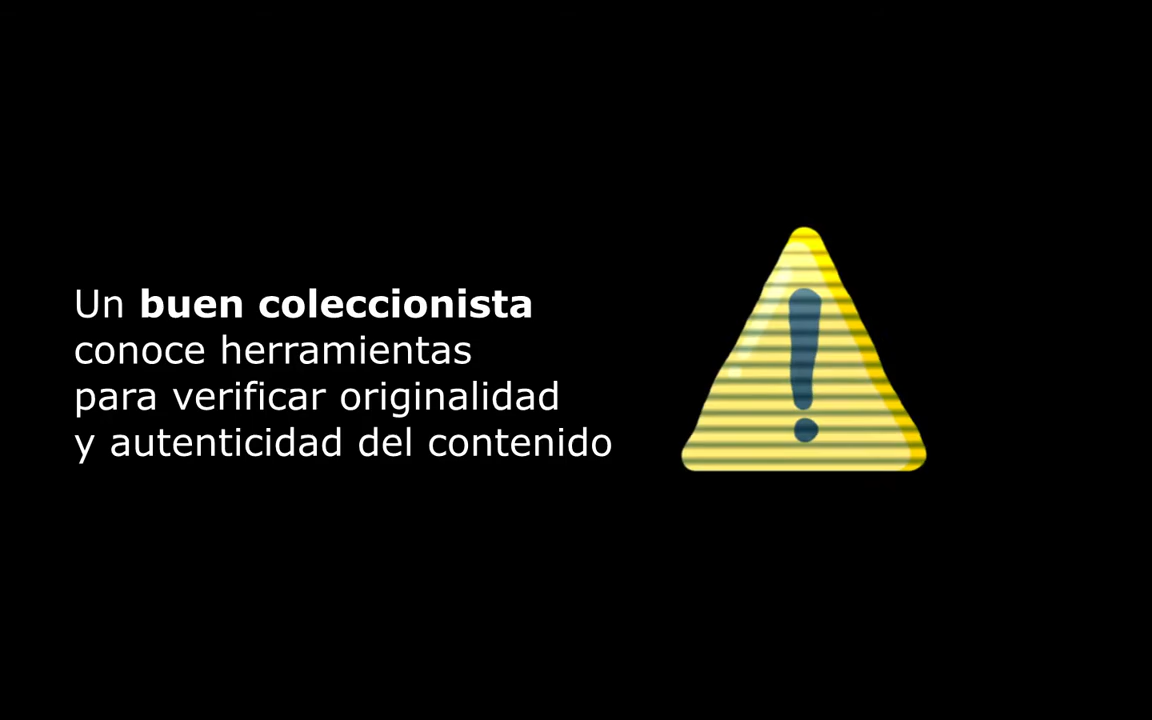 Un buen coleccionista
conoce herramientas
para verificar originalidad
y autenticidad del contenido